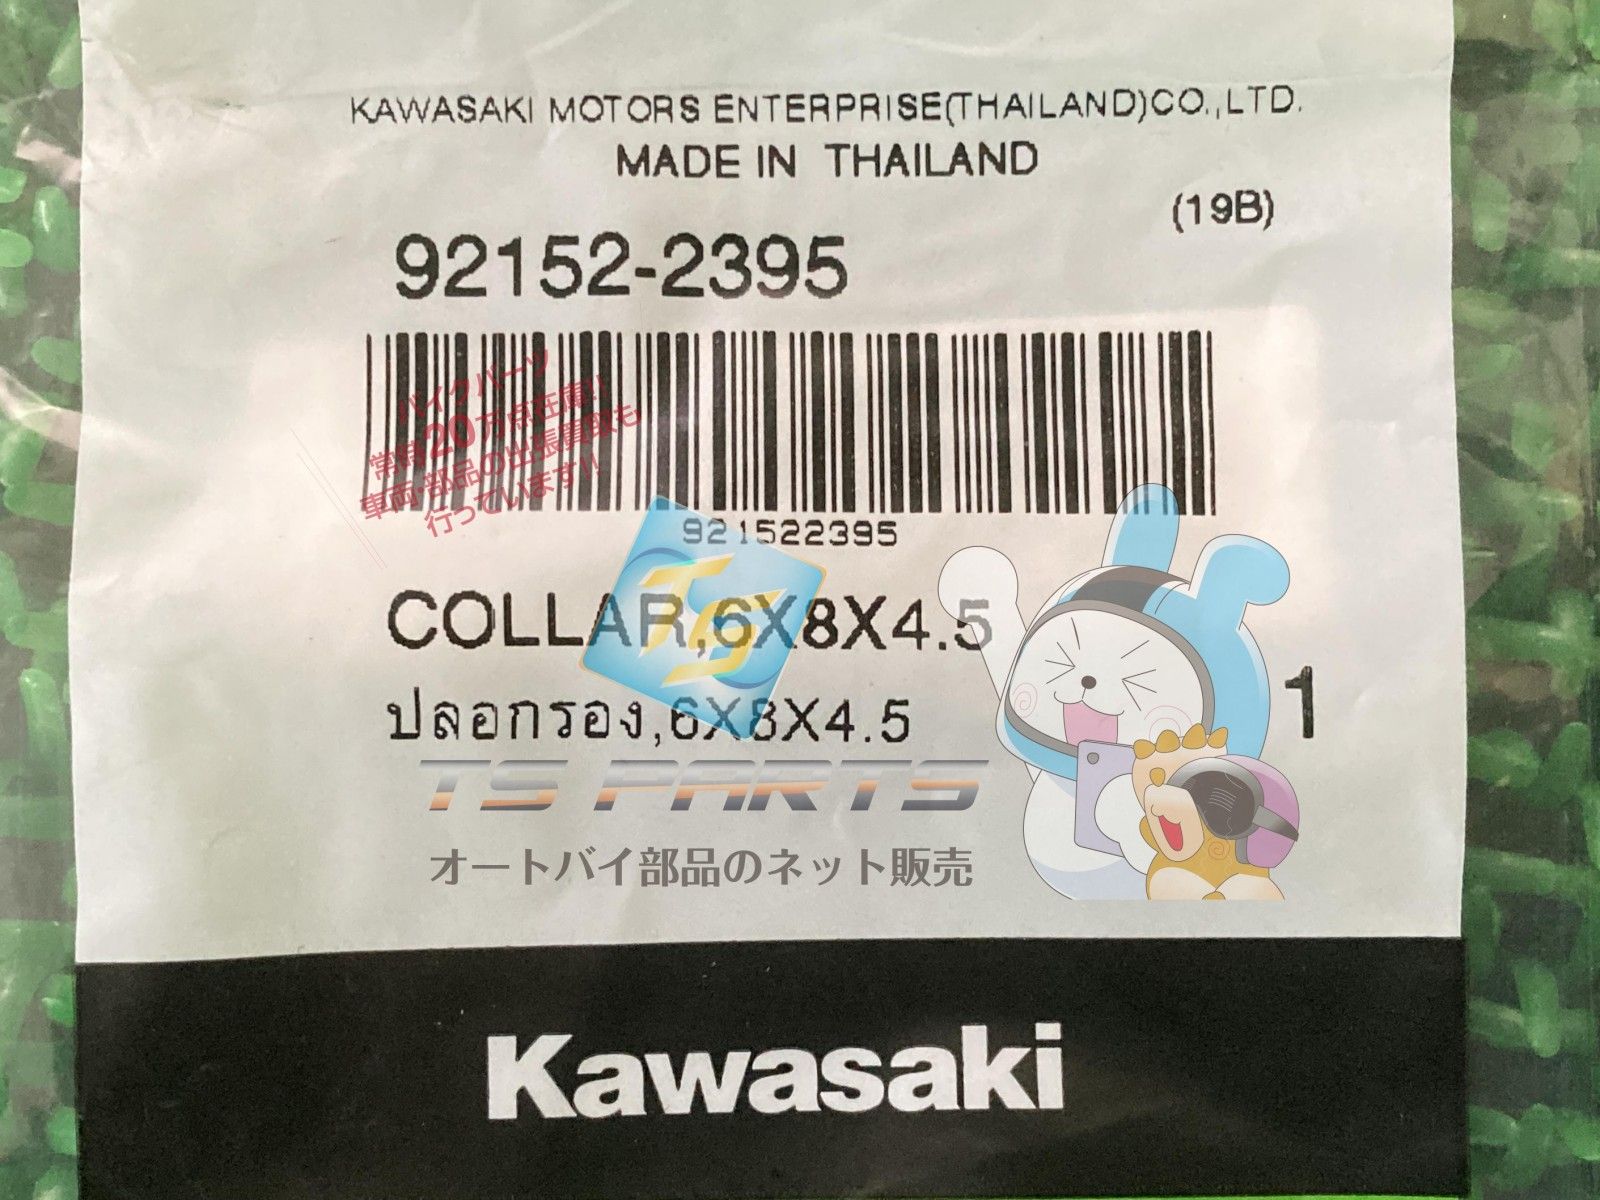 KAWASAKI MOTORS ENTERPRISE(THAILAND)CO.,LTD.
MADE IN THAILAND
(19B)
92152-2395
バイクパーツ
常時20万点在庫!!
車両・部品の出張買取も
行っています!!
921522395
COLLAR,6X8X4.5
TS
ปลอกรอง,6X8X4.5
1
TS PARTS
オートバイ部品のネット販売
Kawasaki